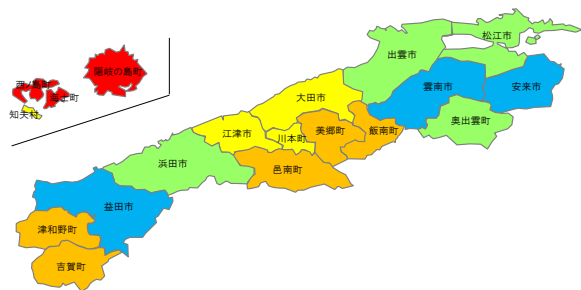 松江市
出雲市
隠岐の島町
西ノ島町
海士町
知夫村
雲南市
安来市
大田市
奥出雲町
美郷町
飯南町
江津市
川本町
浜田市
邑南町
益田市
津和野町
吉賀町